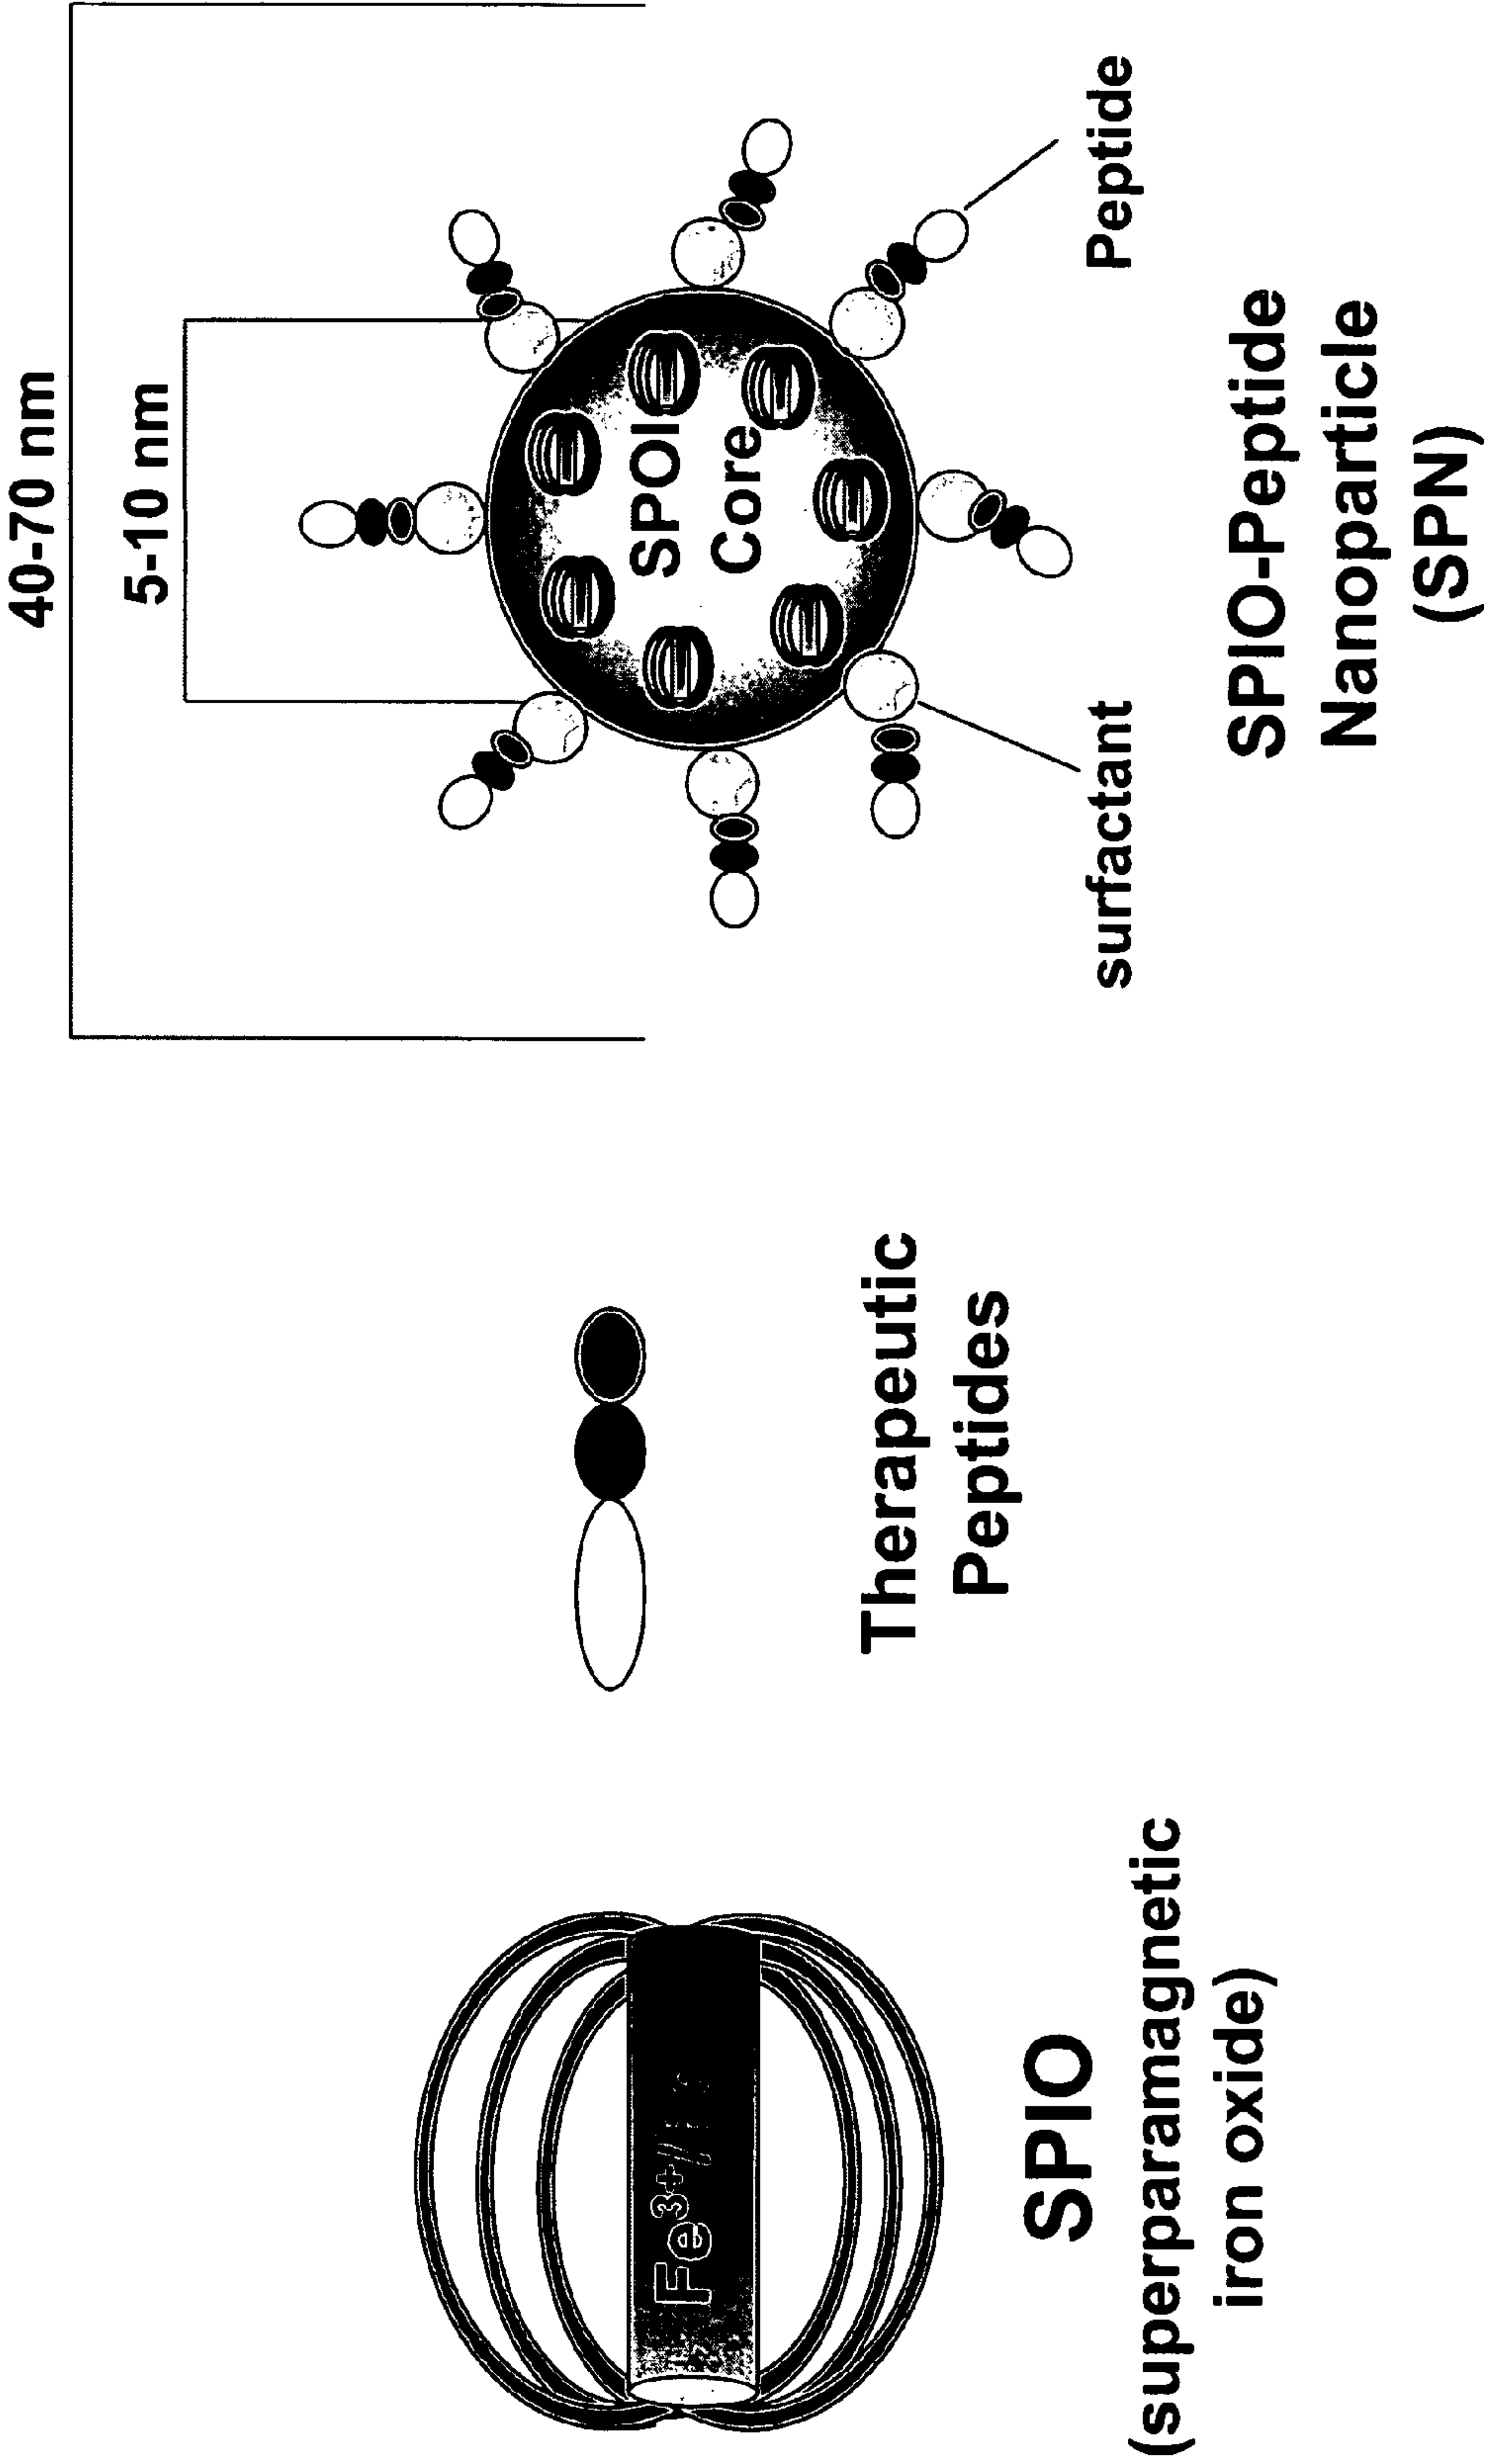 SPIO
(superparamagnetic
iron oxide)
Fe³⁺/
Therapeutic
Peptides
40-70 nm
5-10 nm
SPOI
Core
surfactant
Peptide
SPIO-Peptide
Nanoparticle
(SPN)